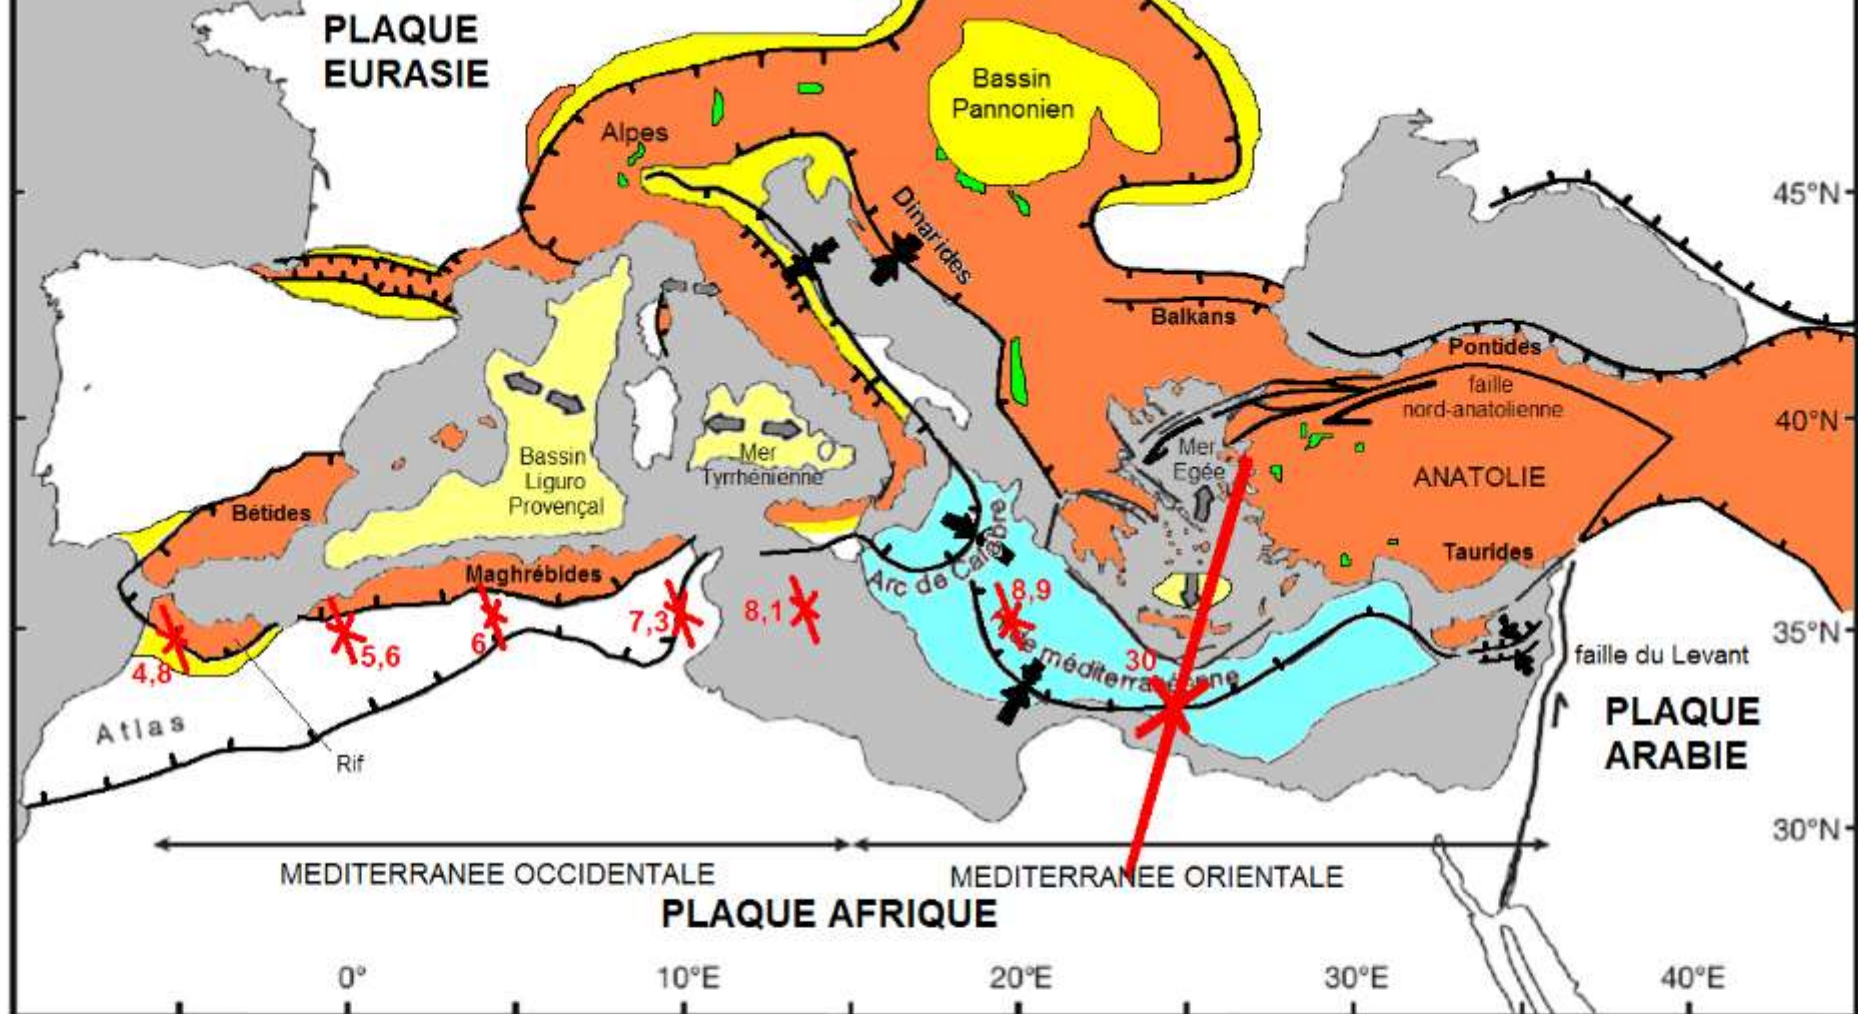 PLAQUE
EURASIE
Bassin
Pannonien
Alpes
45°N
Dinarides
Balkans
Pontides
faille
nord-anatolienne
40°N
Mer
Egée
ANATOLIE
Bassin
Liguro
Provençal
Mer
Tyrrhénienne
Bétides
Taurides
Maghrébides
Arc de Calabre
8,9
7,3
8,1
35°N
4,8
5,6
6
30
méditerranéenne
faille du Levant
Atlas
Rif
PLAQUE
ARABIE
30°N
MEDITERRANEE OCCIDENTALE
MEDITERRANEE ORIENTALE
PLAQUE AFRIQUE
0°
10°E
20°E
30°E
40°E